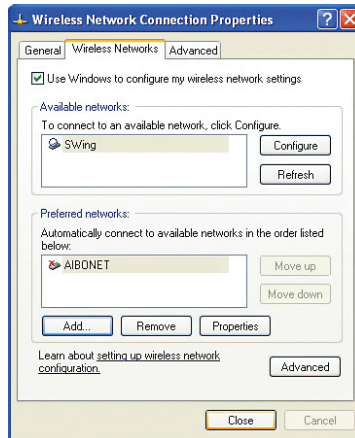 Wireless Network Connection Properties
General Wireless Networks Advanced
Use Windows to configure my wireless network settings
Available networks:
To connect to an available network, click Configure.
SWing
Configure
Refresh
Preferred networks:
Automatically connect to available networks in the order listed
below:
AIBONET
Move up
Move down
Add... Remove Properties
Learn about setting up wireless network
configuration.
Advanced
Close Cancel